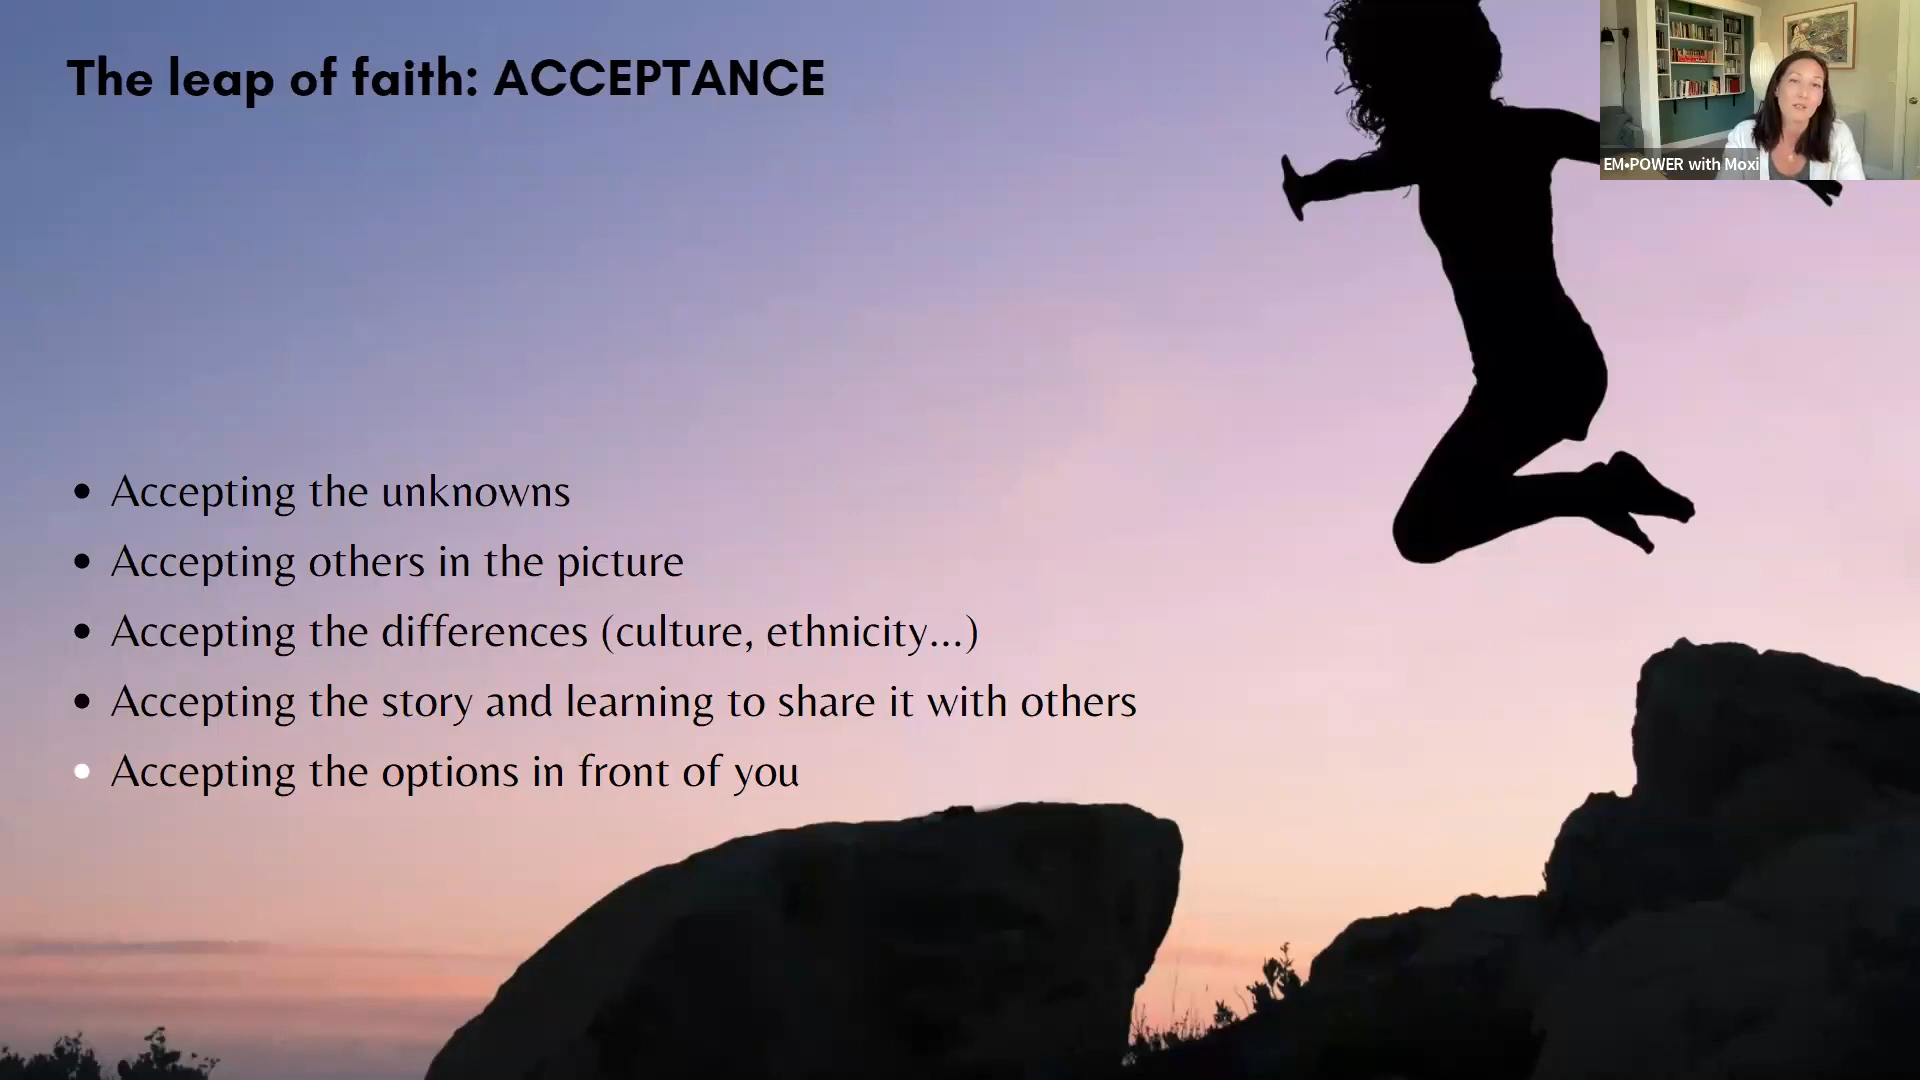 The leap of faith: ACCEPTANCE
EM•POWER with Moxi
• Accepting the unknowns
• Accepting others in the picture
• Accepting the differences (culture, ethnicity...)
• Accepting the story and learning to share it with others
• Accepting the options in front of you